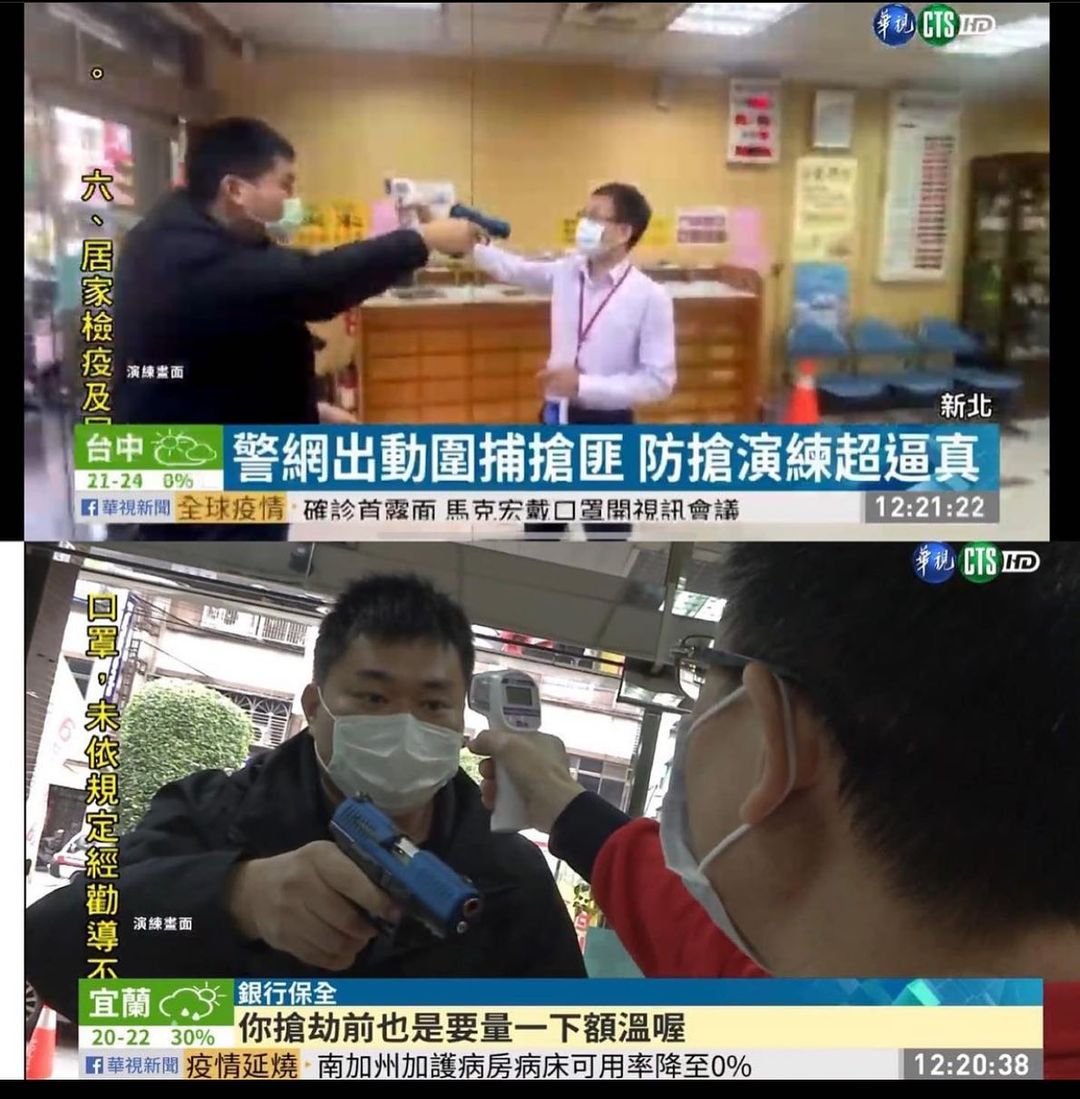 華視 CTS HD
。
六、居家檢疫及
演練畫面
新北
台中
21-24 0%
警網出動圍捕搶匪 防搶演練超逼真
華視新聞 全球疫情 確診首露面 馬克宏戴口罩開視訊會議
12:21:22
華視 CTS HD
口罩，未依規定經勸導不
演練畫面
宜蘭
20-22 30%
銀行保全
你搶劫前也是要量一下額溫喔
華視新聞 疫情延燒 南加州加護病房病床可用率降至0%
12:20:38